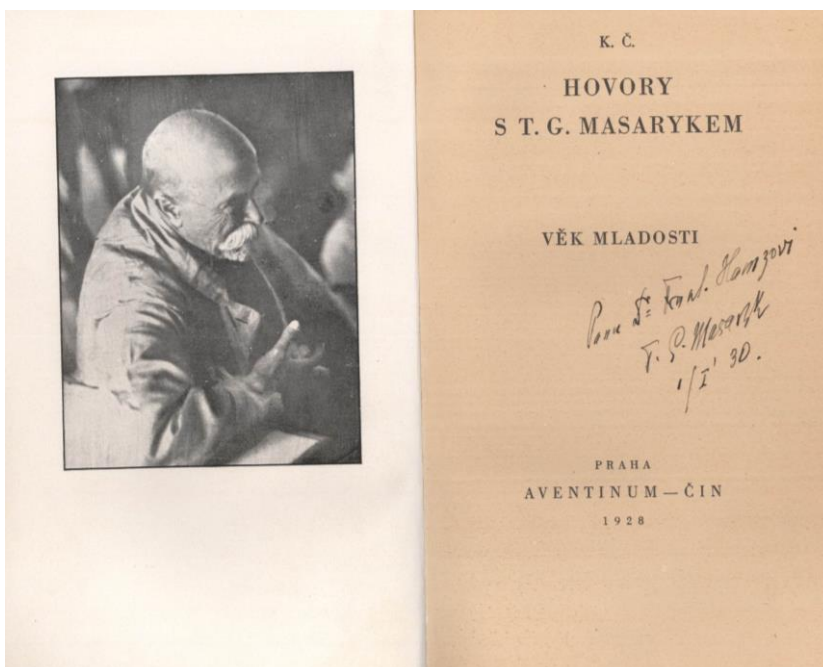 K. Č.
HOVORY
S T. G. MASARYKEM
VĚK MLADOSTI
Panu Dr Frant. Hamzovi
T. G. Masaryk
1/I 30.
PRAHA
AVENTINUM — ČIN
1928